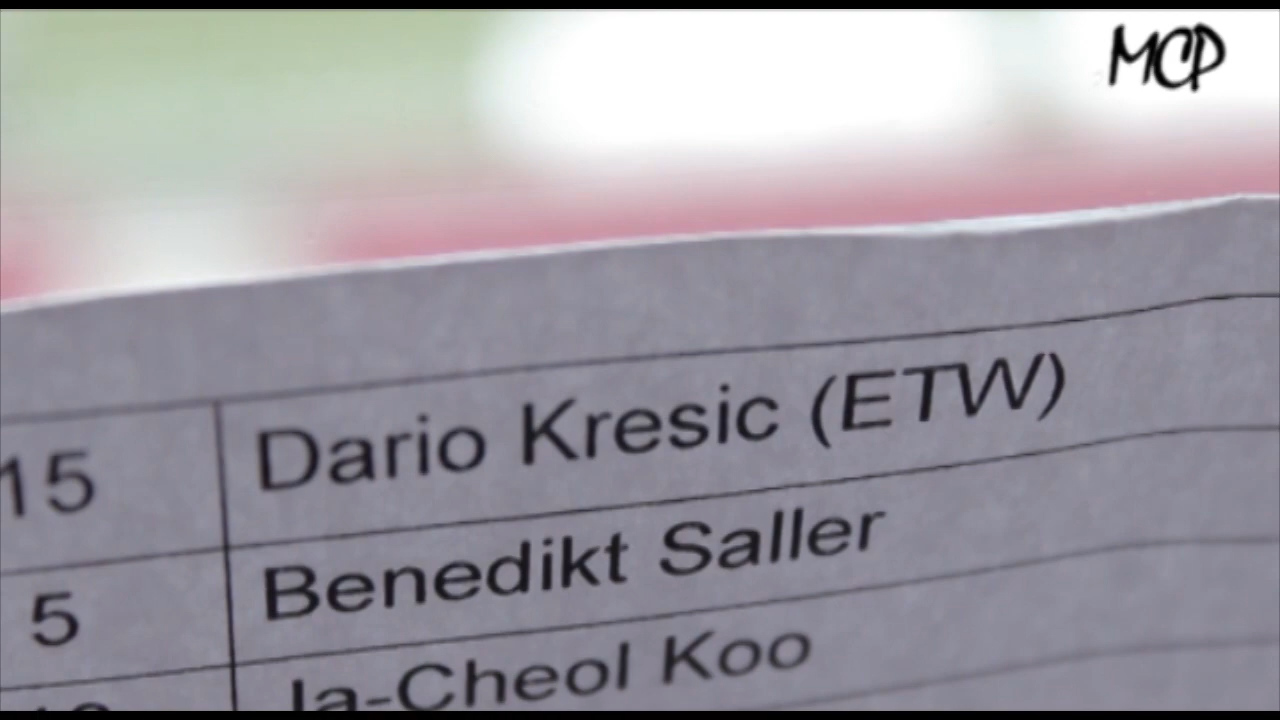 MCP
15 Dario Kresic (ETW)
5 Benedikt Saller
Ja-Cheol Koo